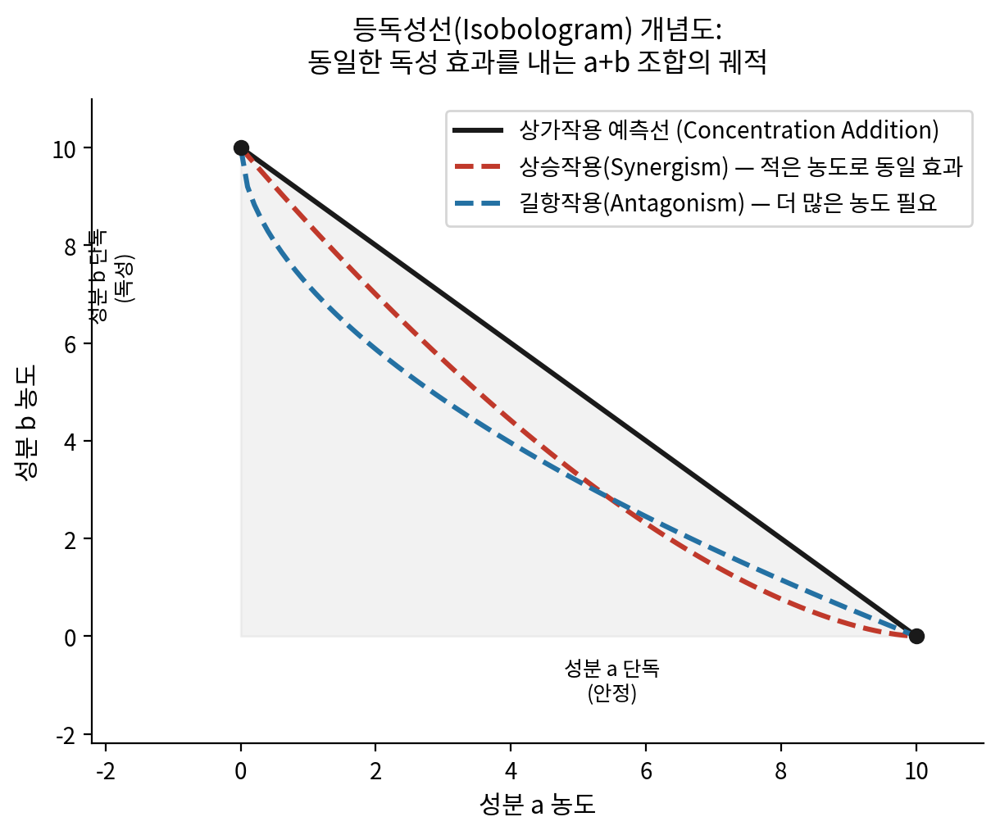 등독성선(Isobologram) 개념도:
동일한 독성 효과를 내는 a+b 조합의 궤적
상가작용 예측선 (Concentration Addition)
상승작용(Synergism) — 적은 농도로 동일 효과
길항작용(Antagonism) — 더 많은 농도 필요
10
8
6
4
2
0
-2
성분 b 농도
성분 b 단독
(독성)
성분 a 단독
(안정)
-2
0
2
4
6
8
10
성분 a 농도